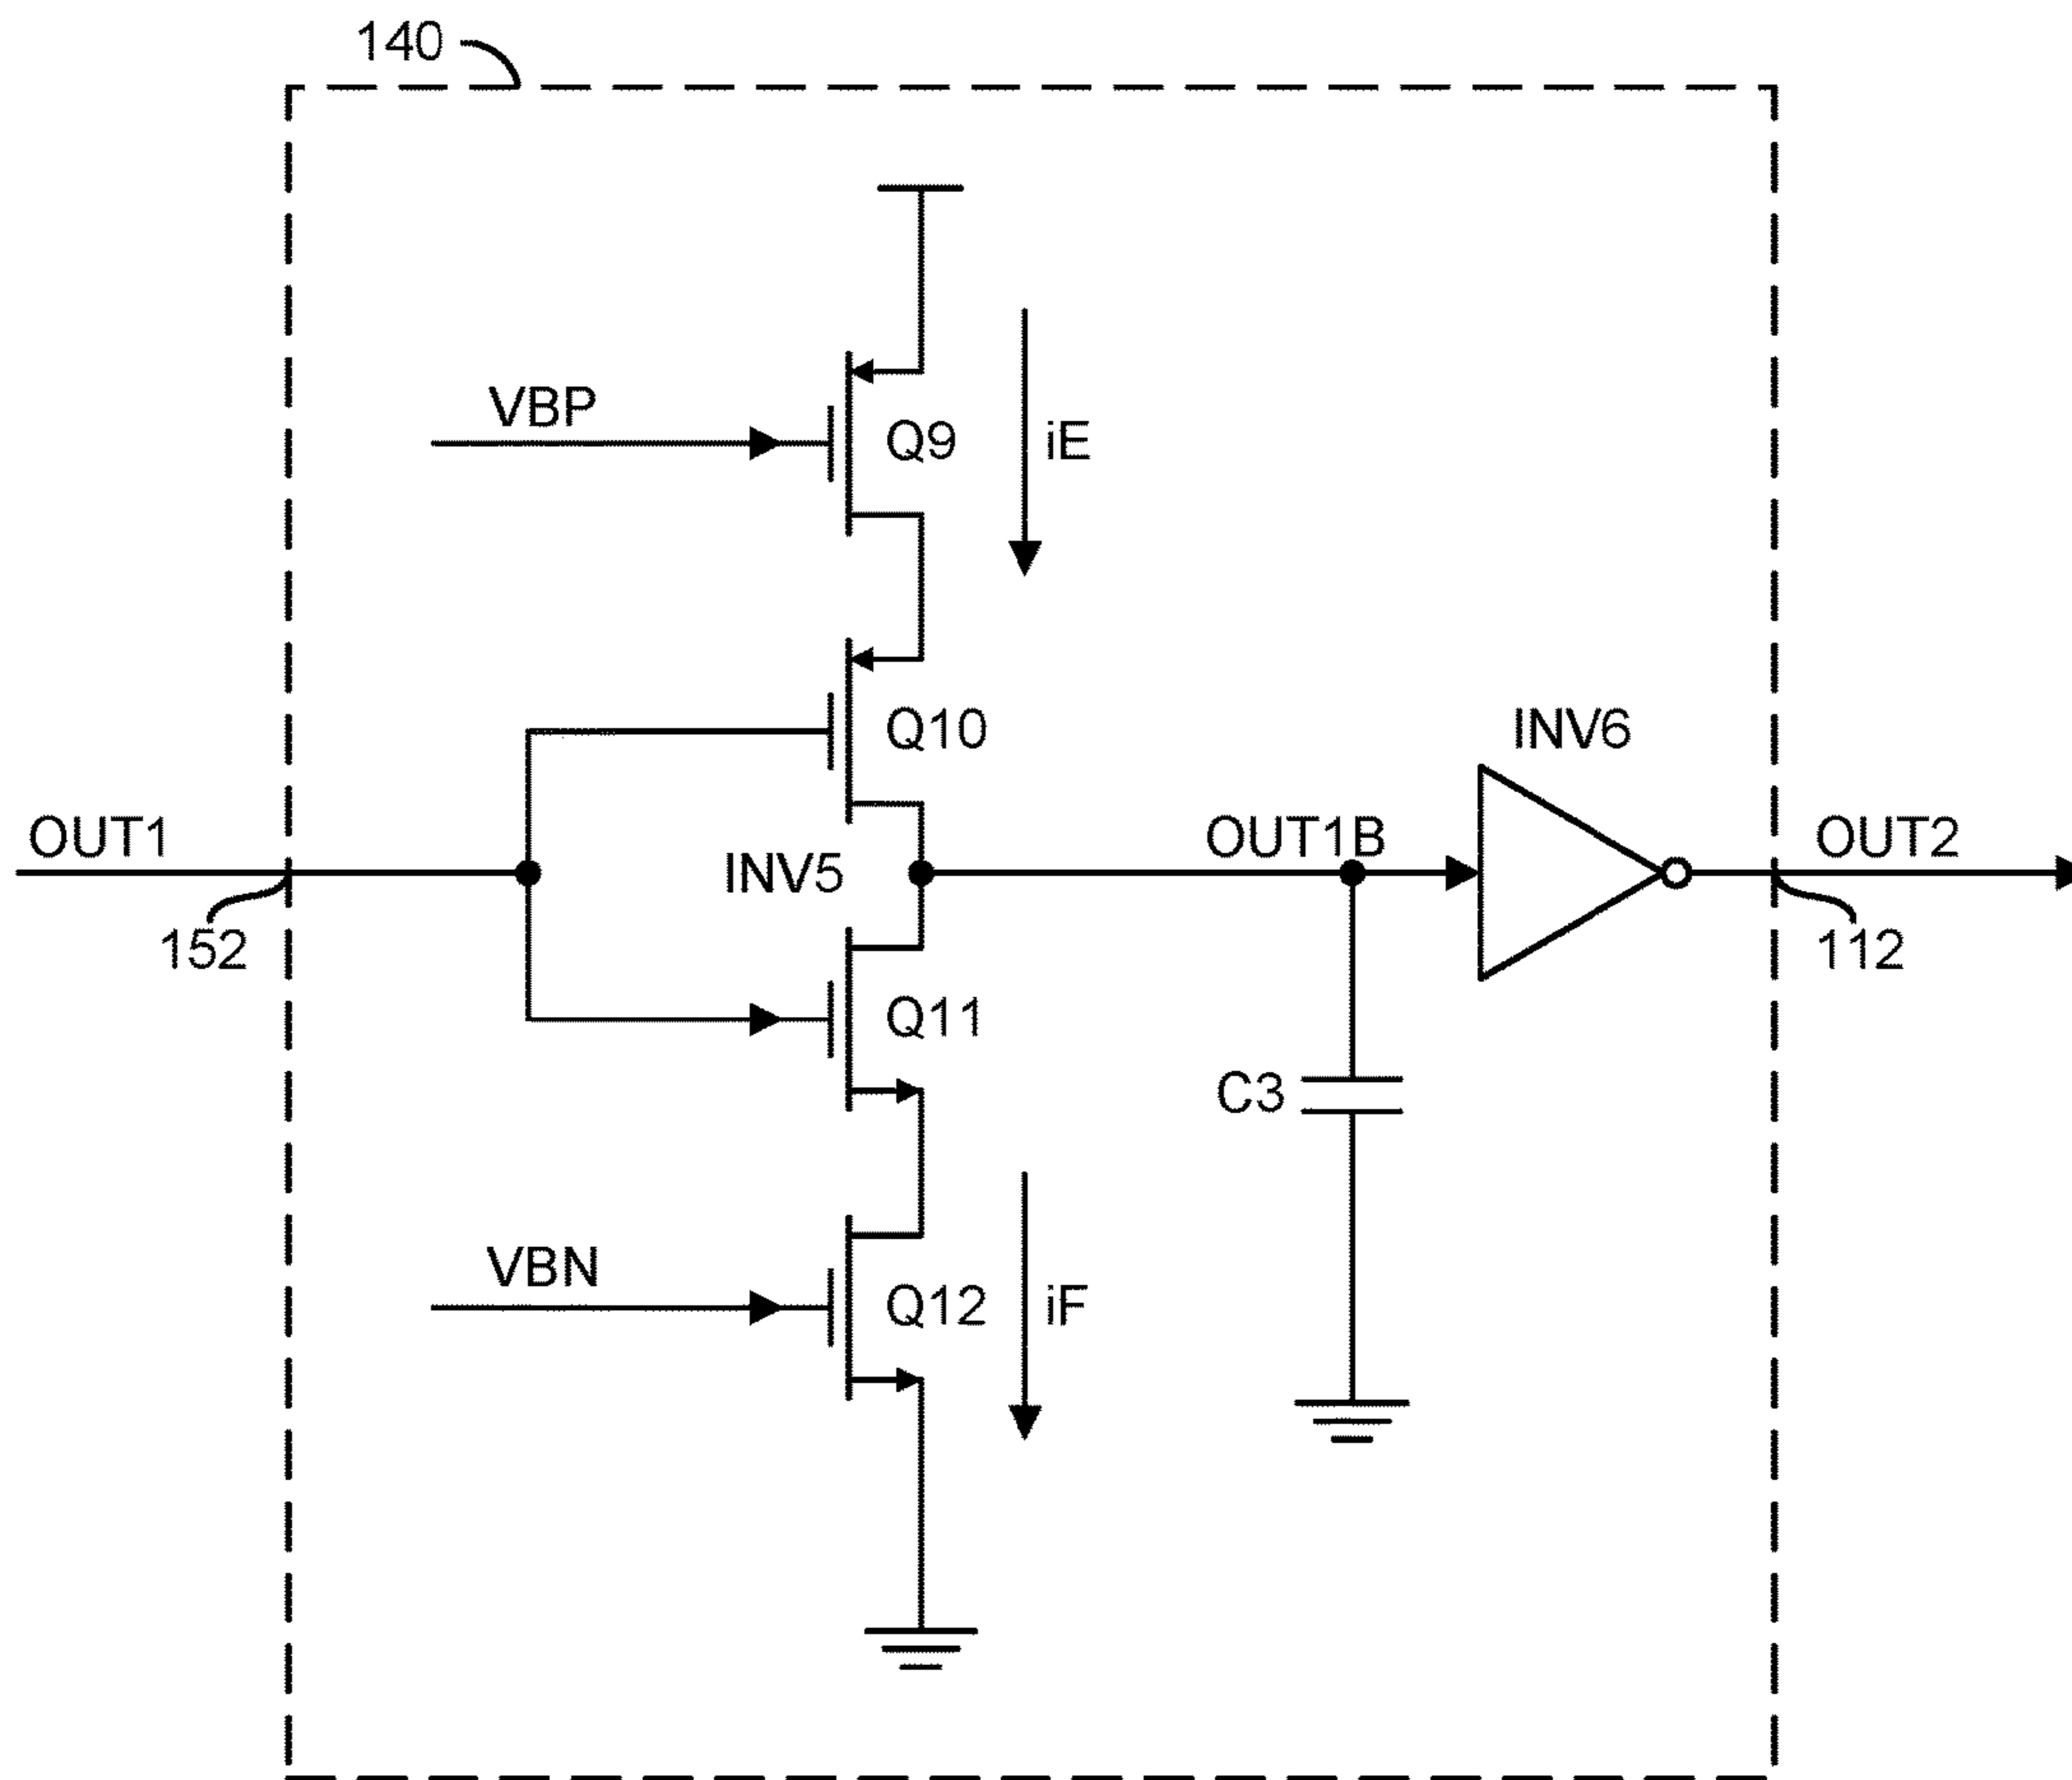 140
VBP
Q9
iE
Q10
INV6
OUT1
INV5
OUT1B
OUT2
152
112
Q11
C3
VBN
Q12
iF